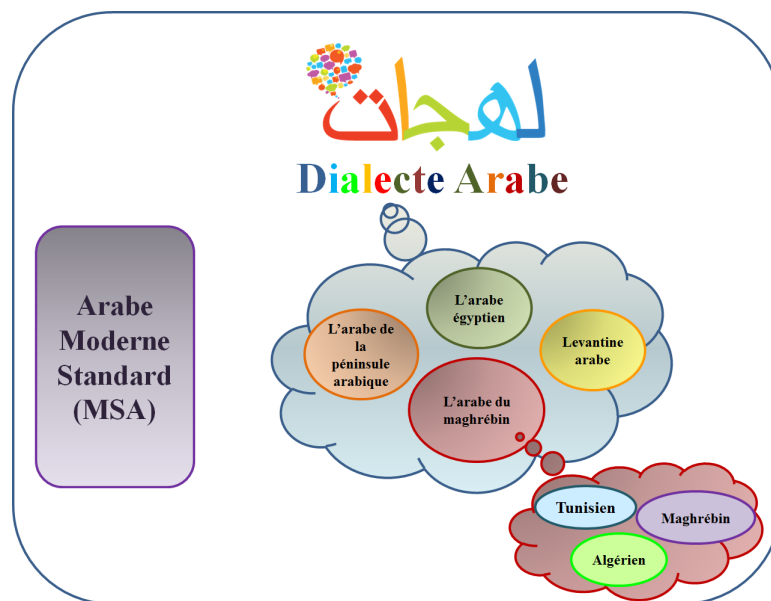 لهجات
Dialecte Arabe
Arabe
Moderne
Standard
(MSA)
L'arabe de
la
péninsule
arabique
L'arabe
égyptien
Levantine
arabe
L'arabe du
maghrébin
Tunisien
Maghrébin
Algérien